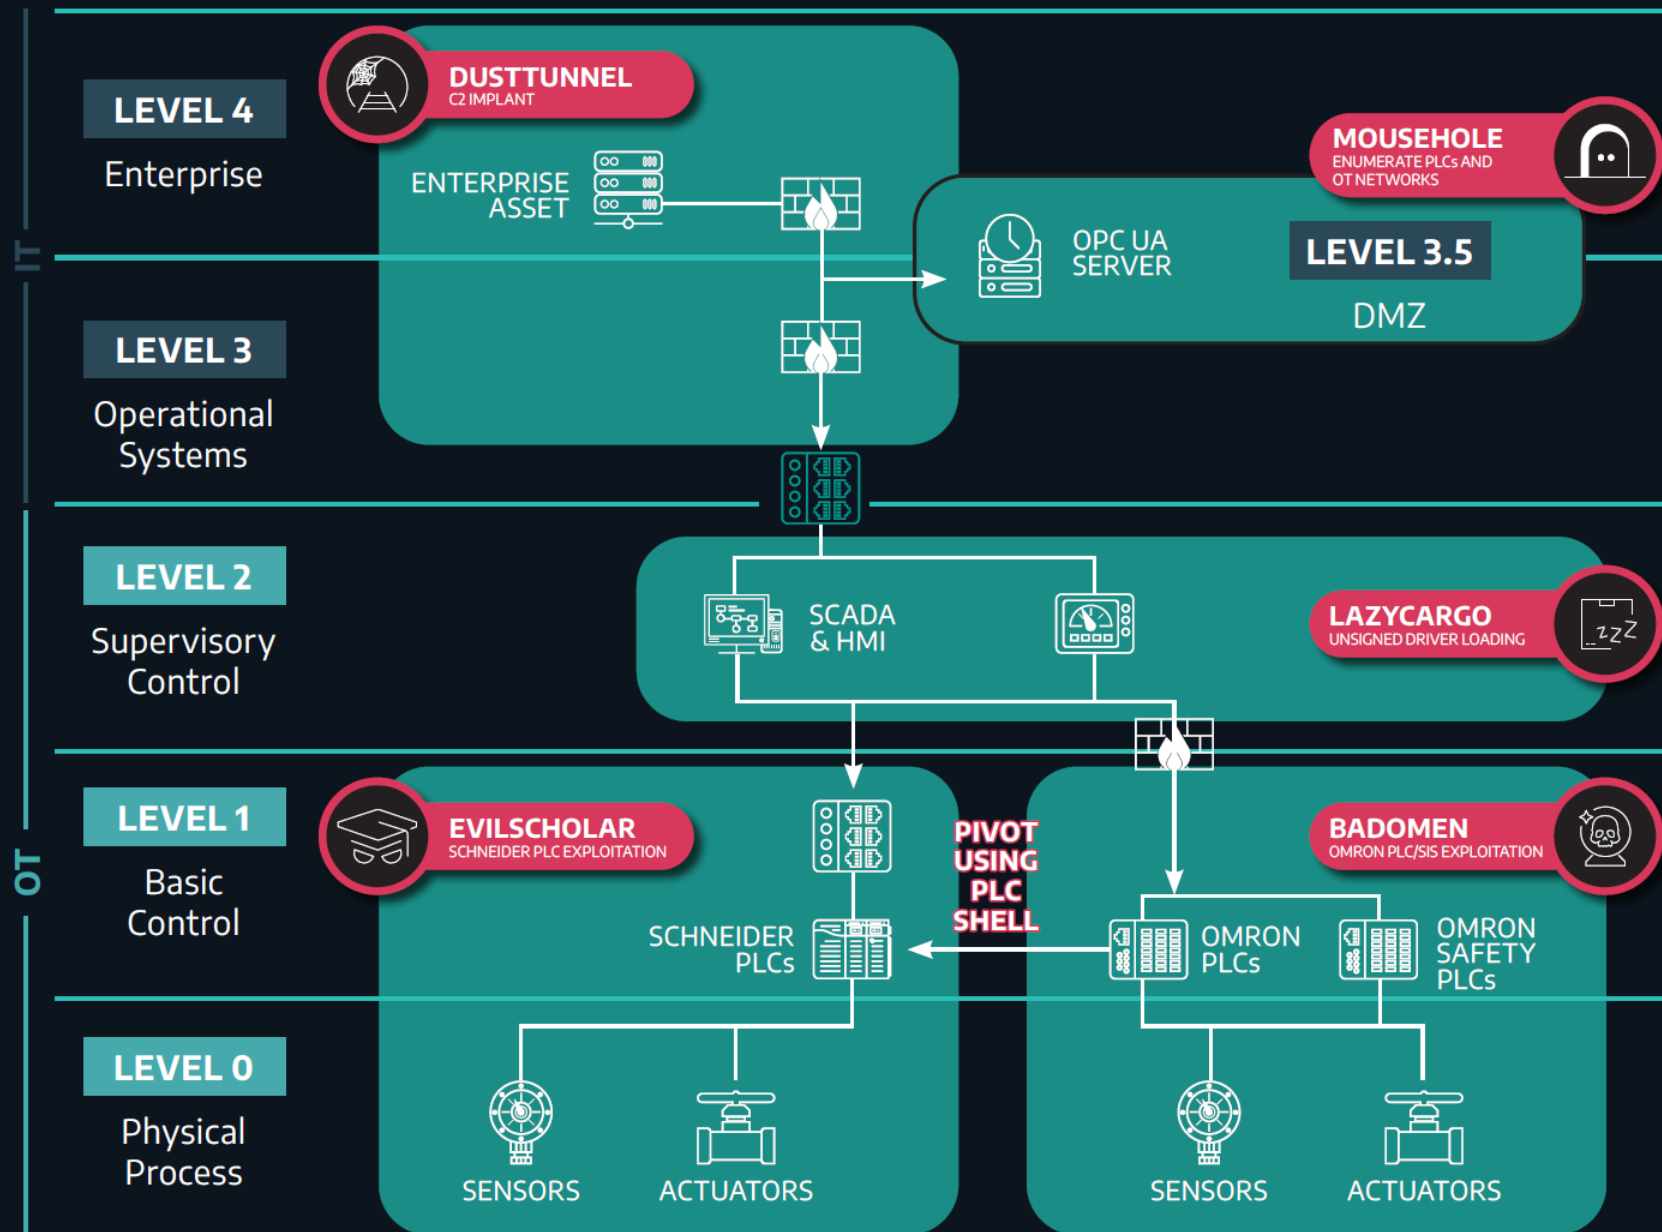 IT
LEVEL 4
Enterprise
DUSTTUNNEL
C2 IMPLANT
ENTERPRISE
ASSET
MOUSEHOLE
ENUMERATE PLCs AND
OT NETWORKS
OPC UA
SERVER
LEVEL 3.5
DMZ
LEVEL 3
Operational
Systems
OT
LEVEL 2
Supervisory
Control
SCADA
& HMI
LAZYCARGO
UNSIGNED DRIVER LOADING
zzZ
LEVEL 1
Basic
Control
EVILSCHOLAR
SCHNEIDER PLC EXPLOITATION
SCHNEIDER
PLCs
PIVOT
USING
PLC
SHELL
BADOMEN
OMRON PLC/SIS EXPLOITATION
OMRON
PLCs
OMRON
SAFETY
PLCs
LEVEL 0
Physical
Process
SENSORS
ACTUATORS
SENSORS
ACTUATORS